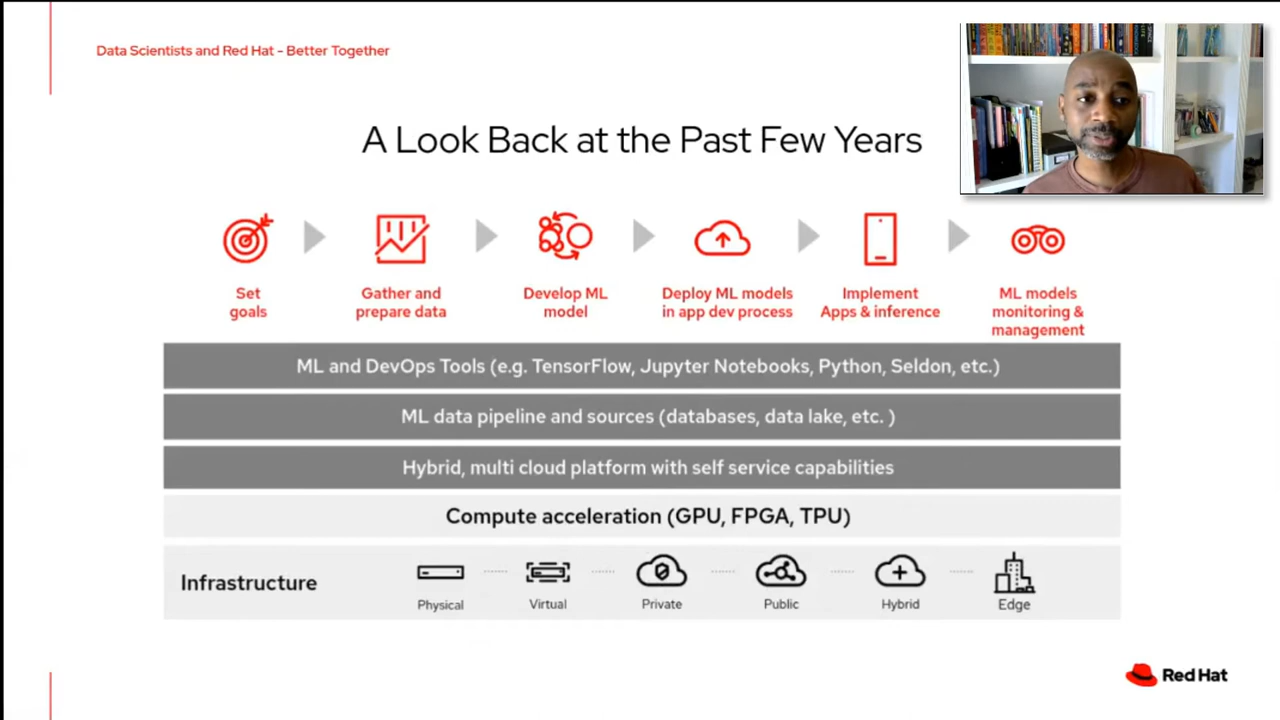 Data Scientists and Red Hat - Better Together
A Look Back at the Past Few Years
Set
goals
Gather and
prepare data
Develop ML
model
Deploy ML models
in app dev process
Implement
Apps & inference
ML models
monitoring &
management
ML and DevOps Tools (e.g. TensorFlow, Jupyter Notebooks, Python, Seldon, etc.)
ML data pipeline and sources (databases, data lake, etc. )
Hybrid, multi cloud platform with self service capabilities
Compute acceleration (GPU, FPGA, TPU)
Infrastructure
Physical
Virtual
Private
Public
Hybrid
Edge
Red Hat